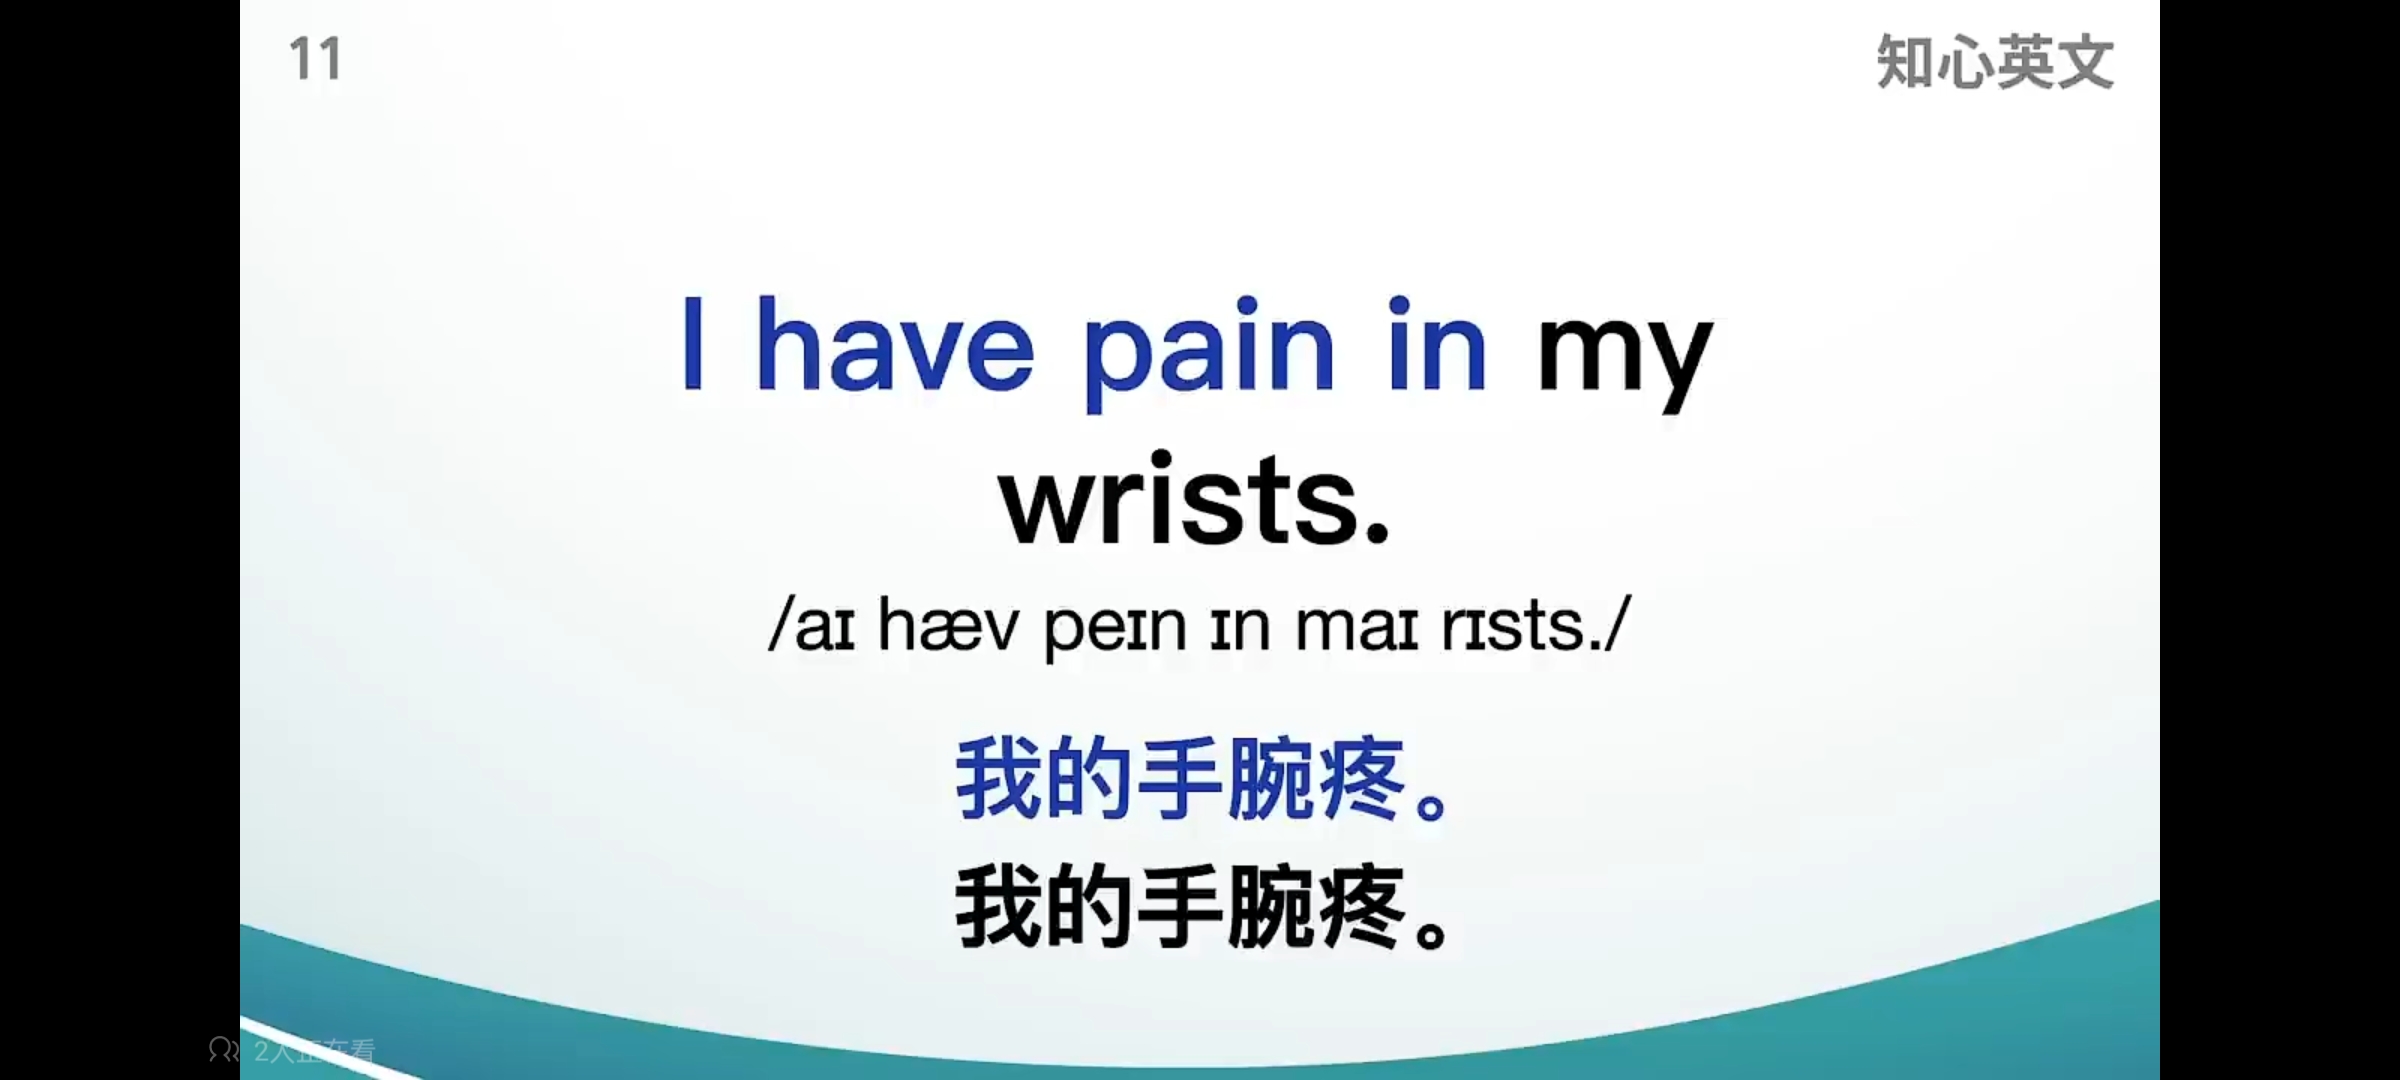 11
知心英文
I have pain in my
wrists.
/aɪ hæv peɪn ɪn maɪ rɪsts./
我的手腕疼。
我的手腕疼。
2人正在看